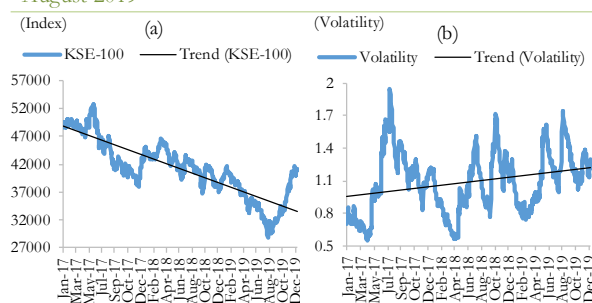 August 2019
(Index)
(a)
KSE-100
Trend (KSE-100)
57000
52000
47000
42000
37000
32000
27000
Jan-17
Mar-17
May-17
Jul-17
Sep-17
Oct-17
Dec-17
Feb-18
Apr-18
Jun-18
Aug-18
Oct-18
Dec-18
Feb-19
Apr-19
Jun-19
Aug-19
Oct-19
Dec-19
(Volatility)
(b)
Volatility
Trend (Volatility)
2
1.7
1.4
1.1
0.8
0.5
Jan-17
Mar-17
May-17
Jul-17
Sep-17
Oct-17
Dec-17
Feb-18
Apr-18
Jun-18
Aug-18
Oct-18
Dec-18
Feb-19
Apr-19
Jun-19
Aug-19
Oct-19
Dec-19